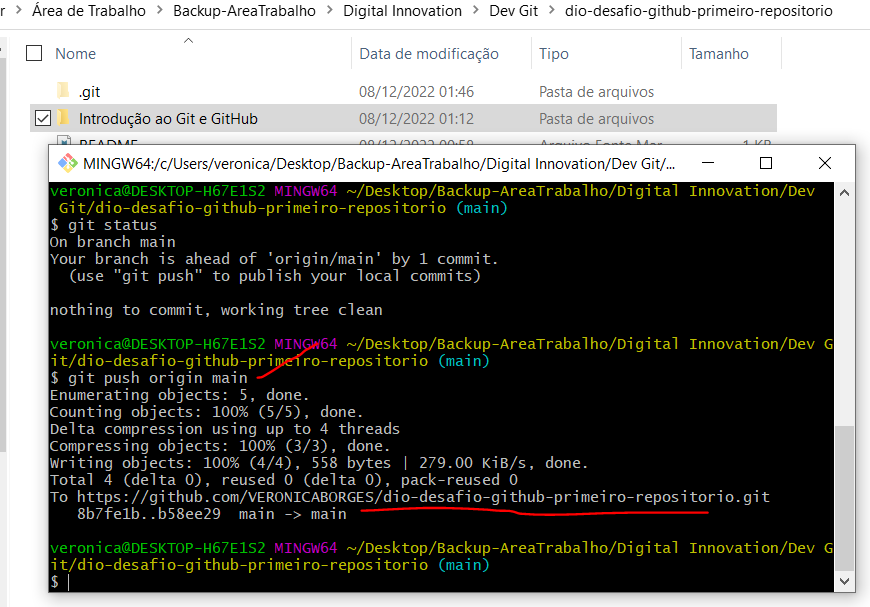 r > Área de Trabalho > Backup-AreaTrabalho > Digital Innovation > Dev Git > dio-desafio-github-primeiro-repositorio
Nome Data de modificação Tipo Tamanho
.git 08/12/2022 01:46 Pasta de arquivos
Introdução ao Git e GitHub 08/12/2022 01:12 Pasta de arquivos
README 08/12/2022 00:58 Arquivo Fonte Mar 1 KB
MINGW64:/c/Users/veronica/Desktop/Backup-AreaTrabalho/Digital Innovation/Dev Git/...
veronica@DESKTOP-H67E1S2 MINGW64 ~/Desktop/Backup-AreaTrabalho/Digital Innovation/Dev
Git/dio-desafio-github-primeiro-repositorio (main)
$ git status
On branch main
Your branch is ahead of 'origin/main' by 1 commit.
(use "git push" to publish your local commits)
nothing to commit, working tree clean
veronica@DESKTOP-H67E1S2 MINGW64 ~/Desktop/Backup-AreaTrabalho/Digital Innovation/Dev G
it/dio-desafio-github-primeiro-repositorio (main)
$ git push origin main
Enumerating objects: 5, done.
Counting objects: 100% (5/5), done.
Delta compression using up to 4 threads
Compressing objects: 100% (3/3), done.
Writing objects: 100% (4/4), 558 bytes | 279.00 KiB/s, done.
Total 4 (delta 0), reused 0 (delta 0), pack-reused 0
To https://github.com/VERONICABORGES/dio-desafio-github-primeiro-repositorio.git
8b7fe1b..b58ee29 main -> main
veronica@DESKTOP-H67E1S2 MINGW64 ~/Desktop/Backup-AreaTrabalho/Digital Innovation/Dev G
it/dio-desafio-github-primeiro-repositorio (main)
$